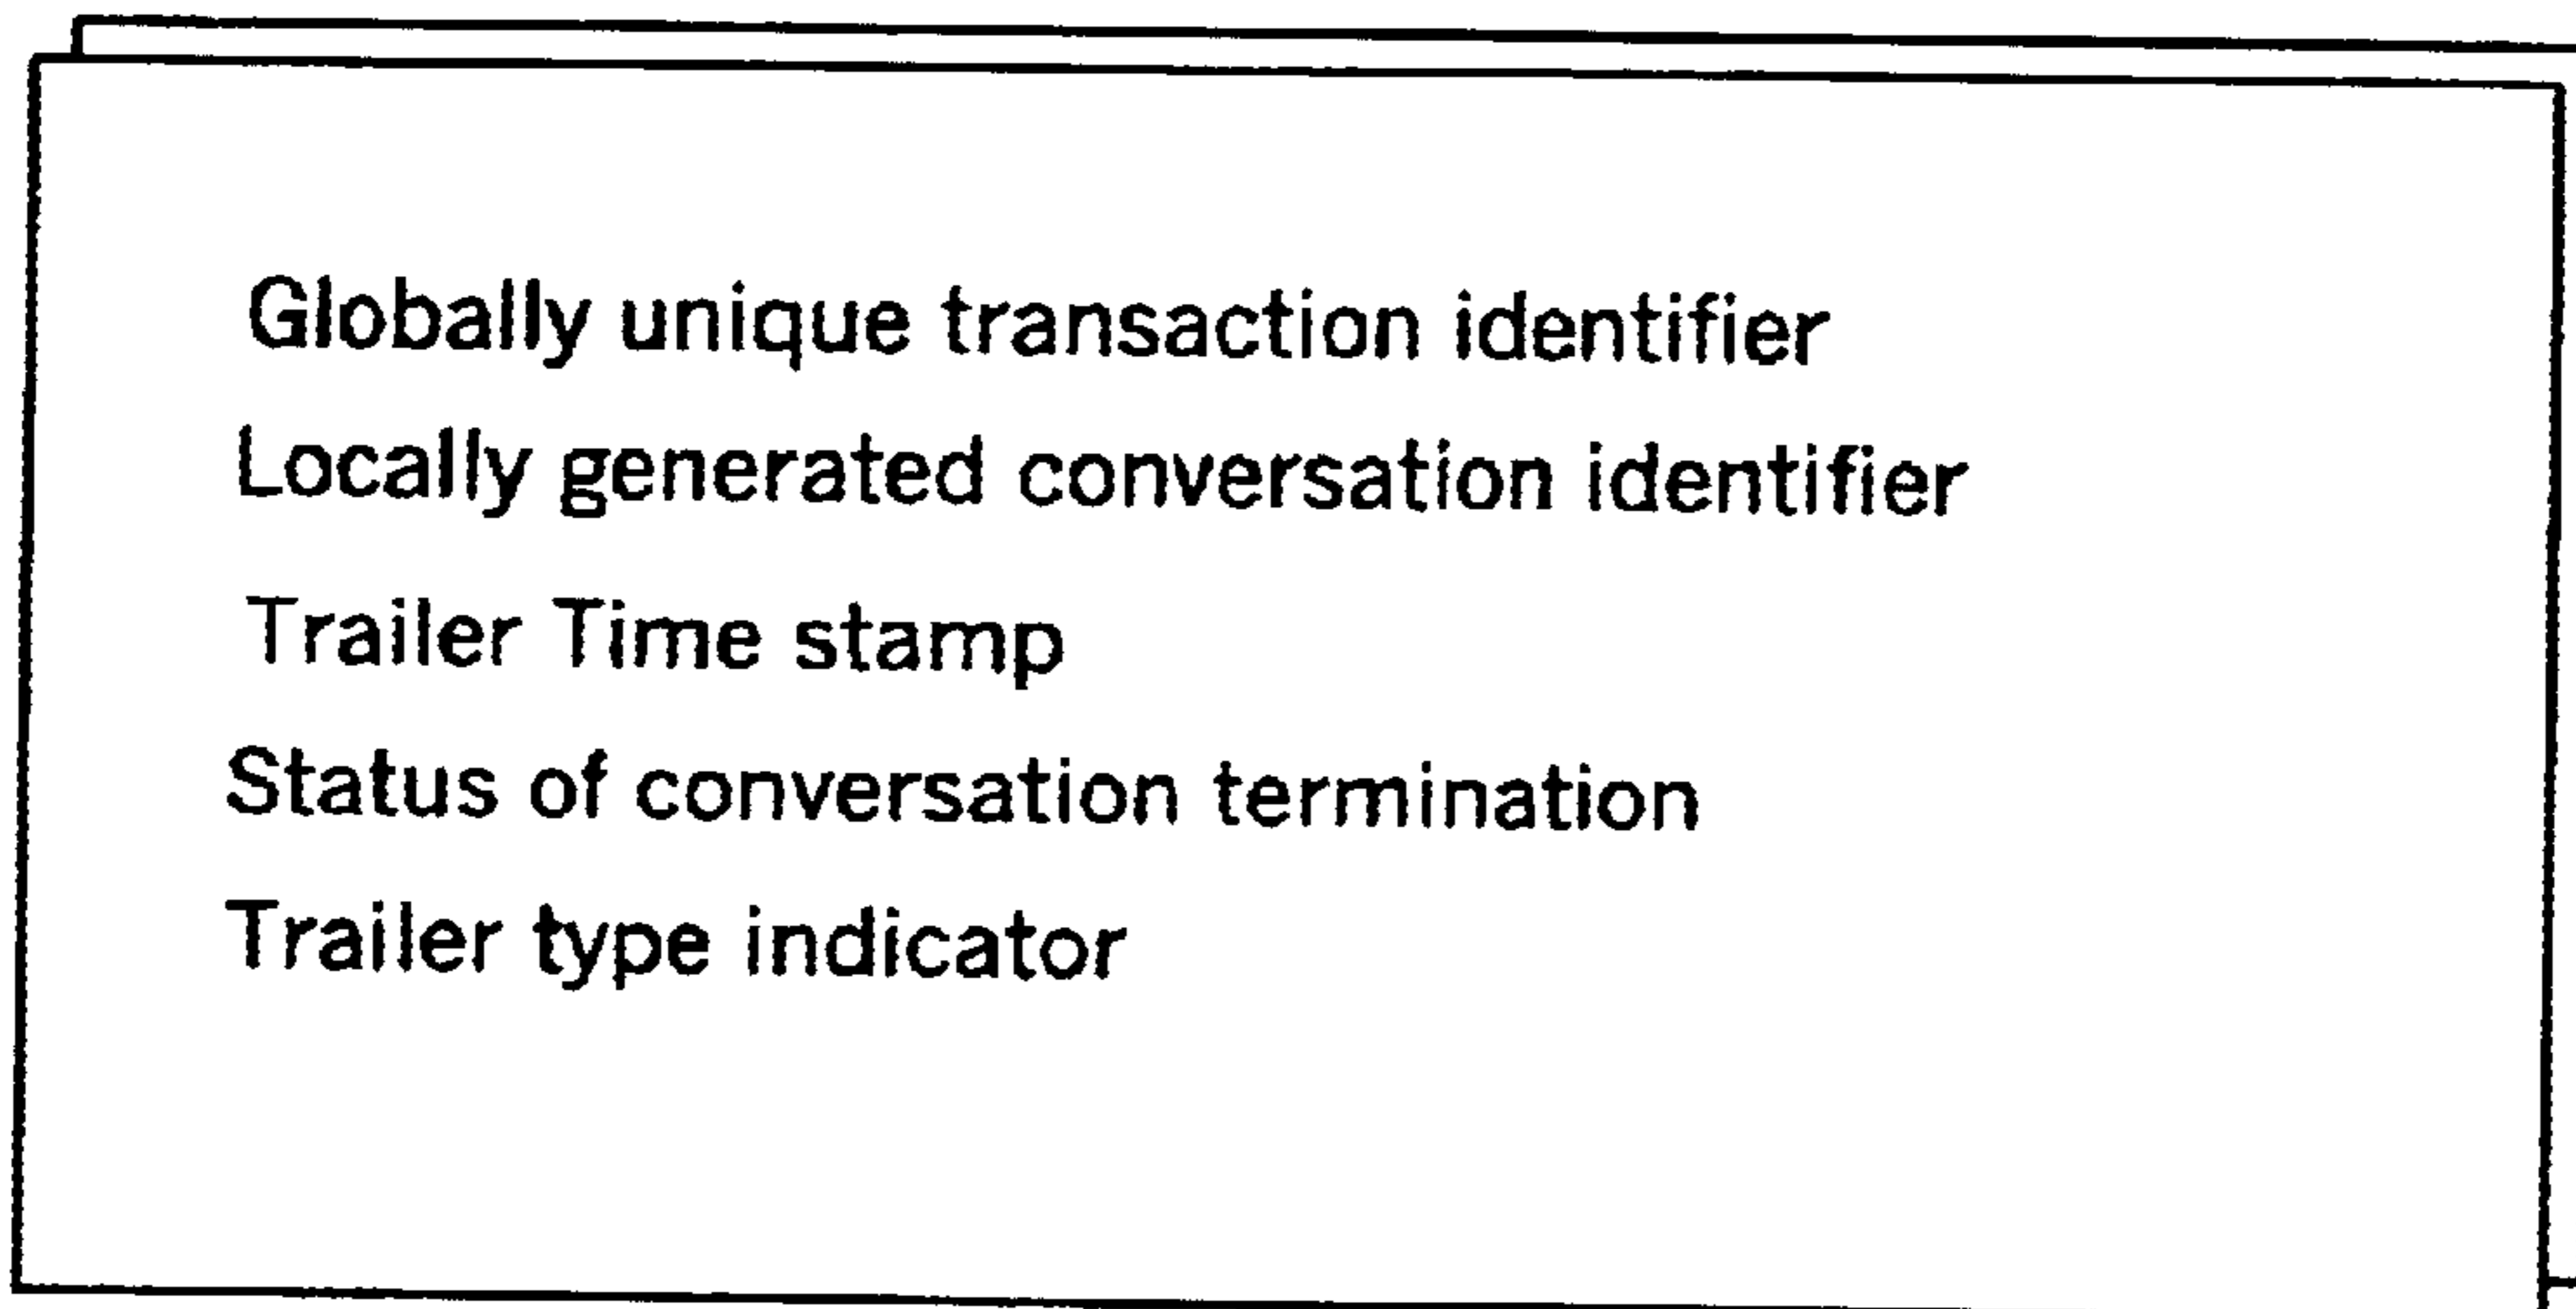 Globally unique transaction identifier
Locally generated conversation identifier
Trailer Time stamp
Status of conversation termination
Trailer type indicator